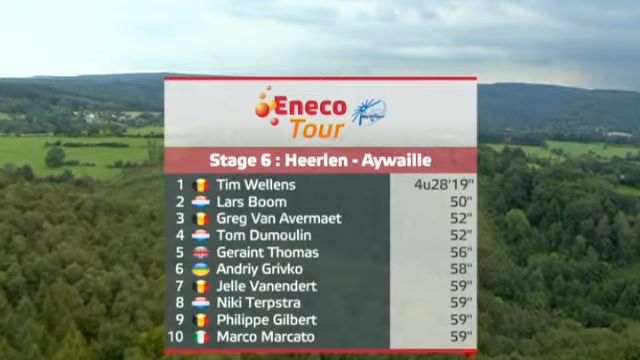 Eneco
Tour
Stage 6 : Heerlen - Aywaille
1 Tim Wellens 4u28'19"
2 Lars Boom 50"
3 Greg Van Avermaet 52"
4 Tom Dumoulin 52"
5 Geraint Thomas 56"
6 Andriy Grivko 58"
7 Jelle Vanendert 59"
8 Niki Terpstra 59"
9 Philippe Gilbert 59"
10 Marco Marcato 59"